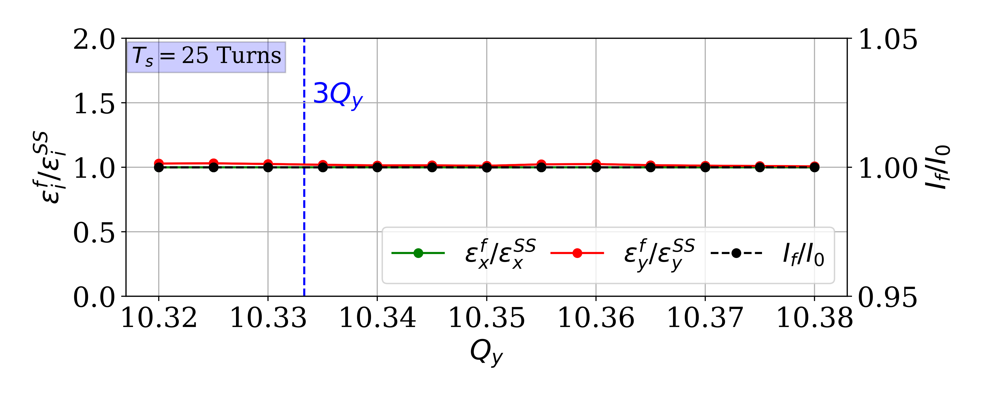 2.0
1.5
1.0
0.5
0.0
ε_i^f/ε_i^{SS}
T_s = 25 Turns
3Q_y
1.05
1.00
0.95
I_f/I_0
ε_x^f/ε_x^{SS} ε_y^f/ε_y^{SS} I_f/I_0
10.32 10.33 10.34 10.35 10.36 10.37 10.38
Q_y